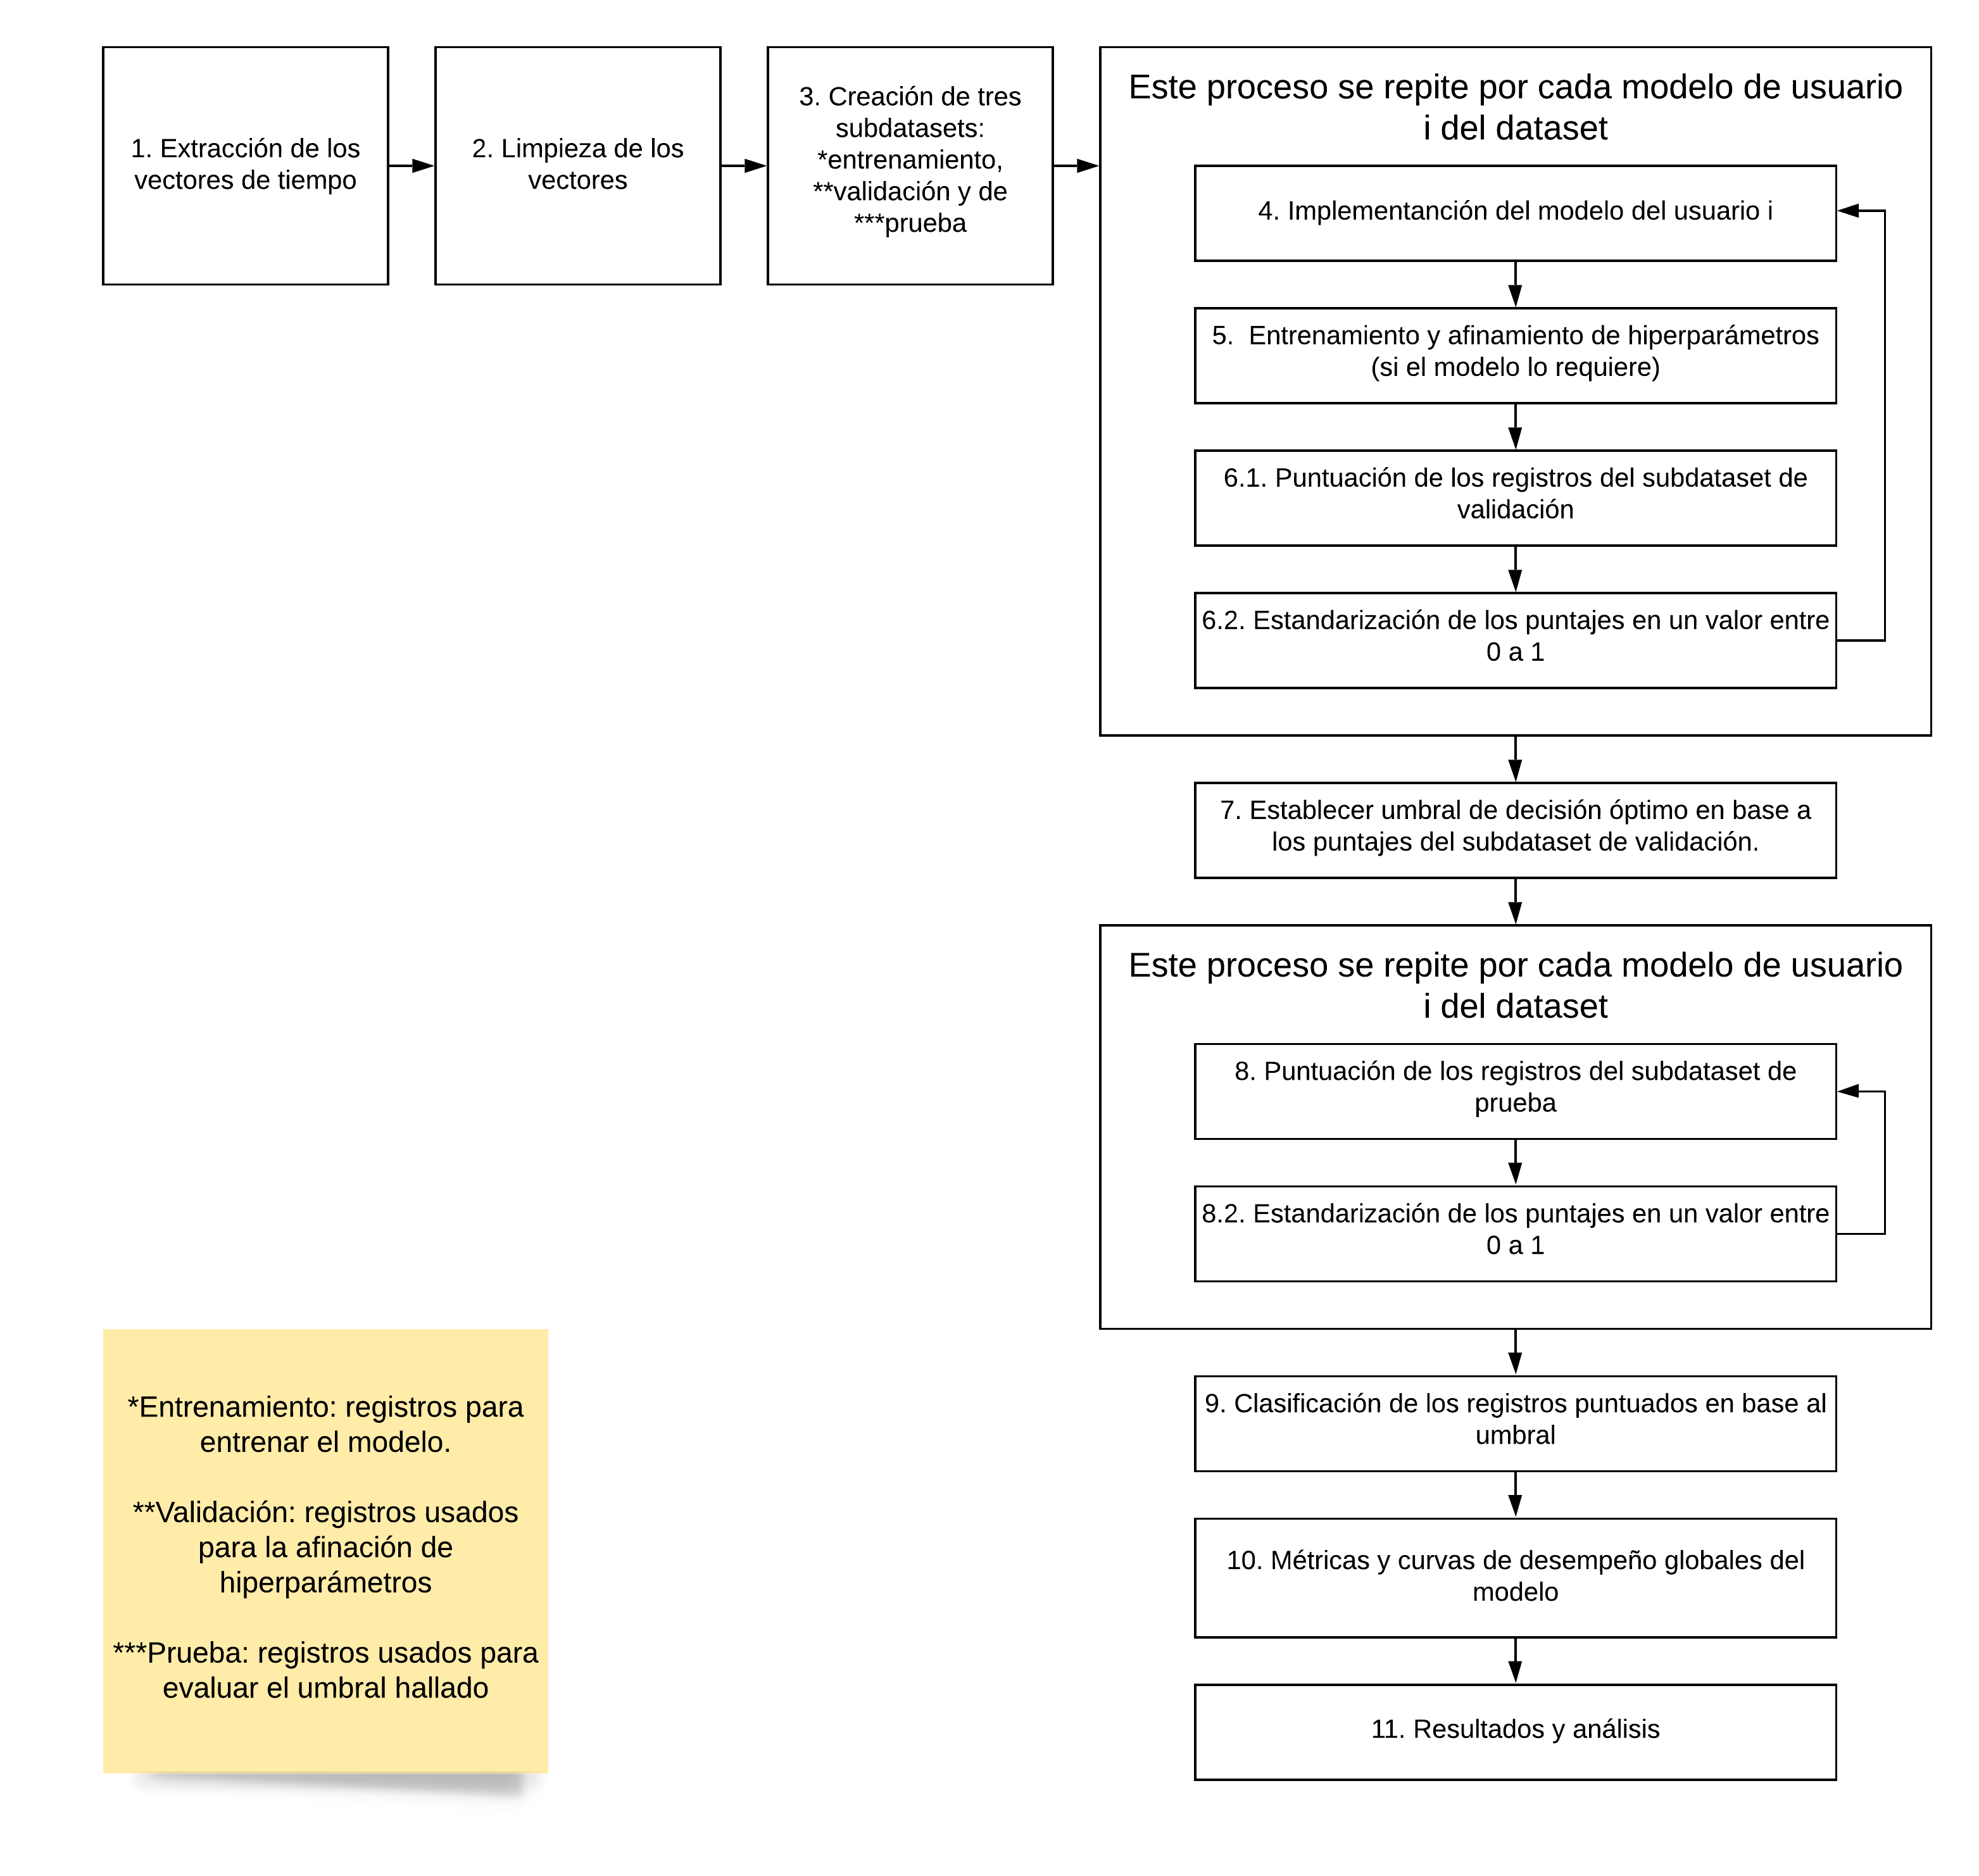 1. Extracción de los
vectores de tiempo
2. Limpieza de los
vectores
3. Creación de tres
subdatasets:
*entrenamiento,
**validación y de
***prueba
Este proceso se repite por cada modelo de usuario
i del dataset
4. Implementanción del modelo del usuario i
5.  Entrenamiento y afinamiento de hiperparámetros
(si el modelo lo requiere)
6.1. Puntuación de los registros del subdataset de
validación
6.2. Estandarización de los puntajes en un valor entre
0 a 1
7. Establecer umbral de decisión óptimo en base a
los puntajes del subdataset de validación.
Este proceso se repite por cada modelo de usuario
i del dataset
8. Puntuación de los registros del subdataset de
prueba
8.2. Estandarización de los puntajes en un valor entre
0 a 1
9. Clasificación de los registros puntuados en base al
umbral
10. Métricas y curvas de desempeño globales del
modelo
11. Resultados y análisis
*Entrenamiento: registros para
entrenar el modelo.
**Validación: registros usados
para la afinación de
hiperparámetros
***Prueba: registros usados para
evaluar el umbral hallado